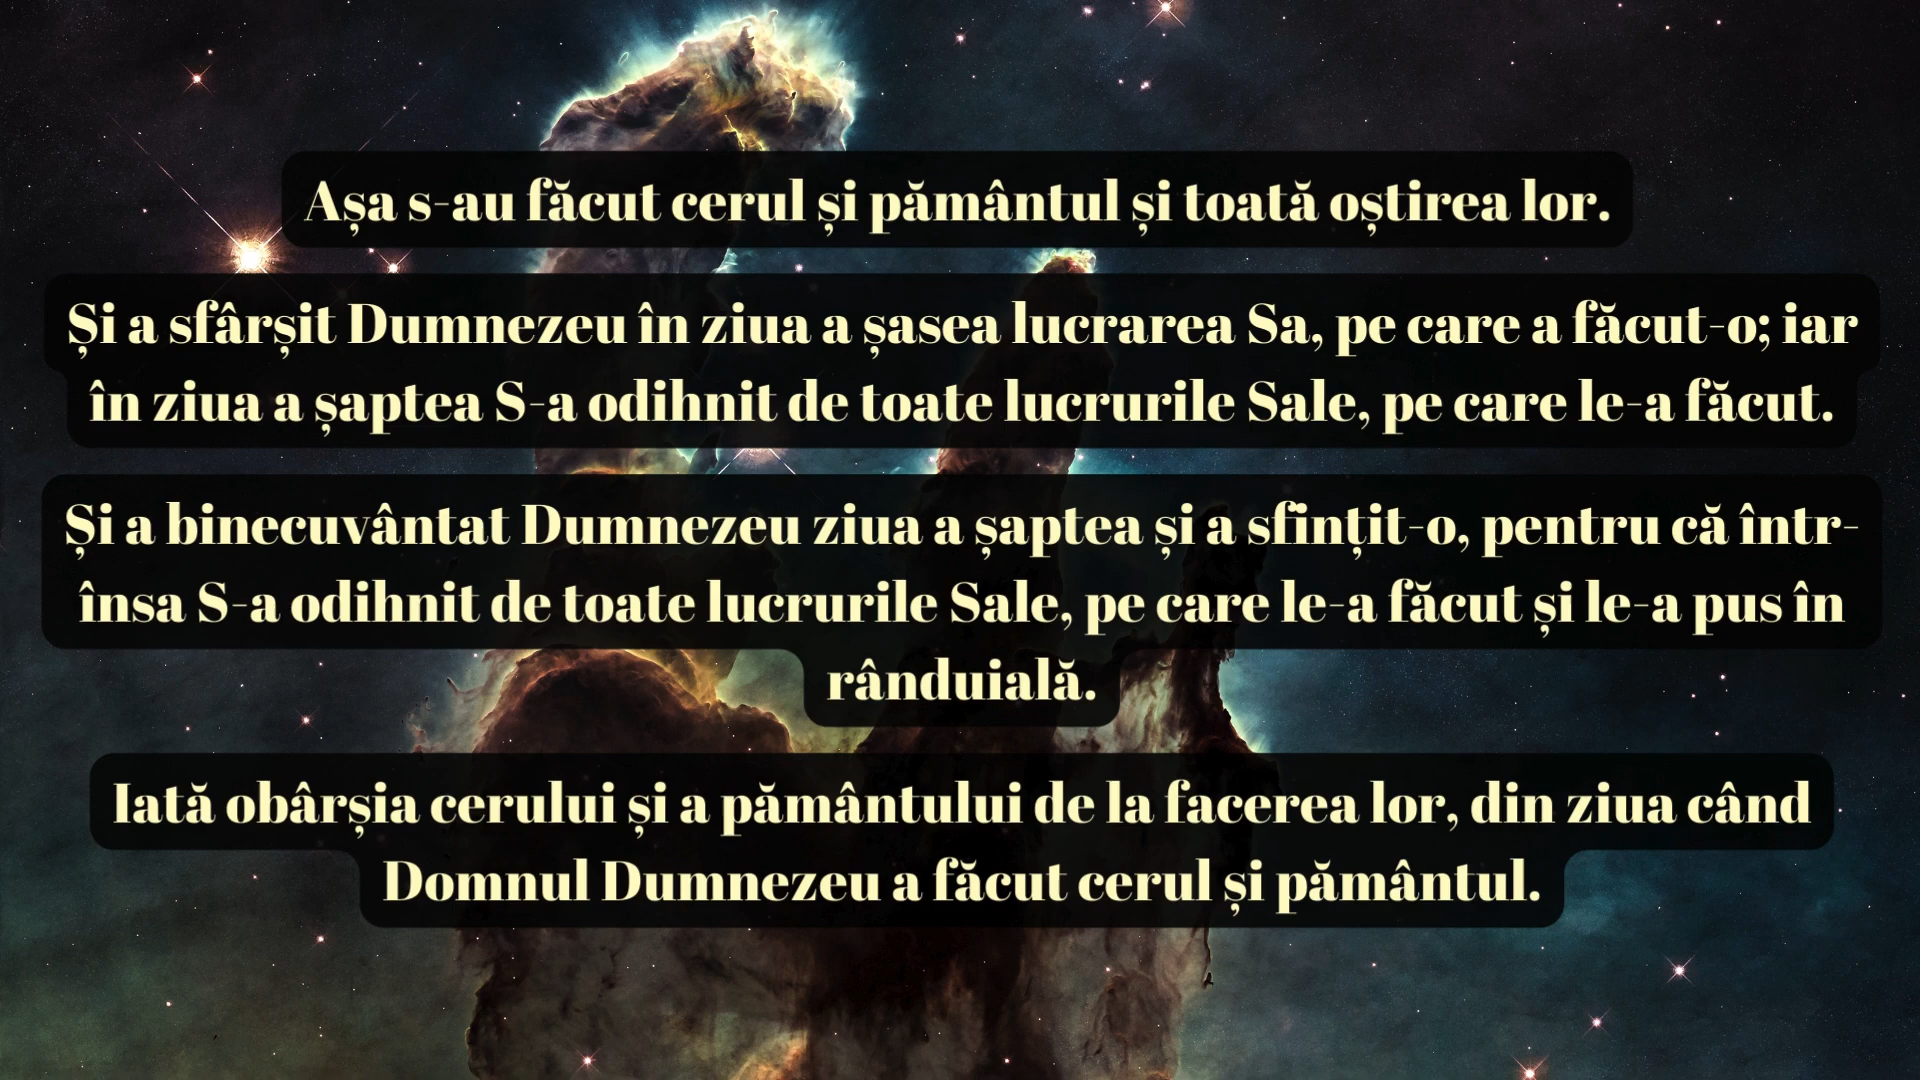 Așa s-au făcut cerul și pământul și toată oștirea lor.
Și a sfârșit Dumnezeu în ziua a șasea lucrarea Sa, pe care a făcut-o; iar
în ziua a șaptea S-a odihnit de toate lucrurile Sale, pe care le-a făcut.
Și a binecuvântat Dumnezeu ziua a șaptea și a sfințit-o, pentru că într-
însa S-a odihnit de toate lucrurile Sale, pe care le-a făcut și le-a pus în
rânduială.
Iată obârșia cerului și a pământului de la facerea lor, din ziua când
Domnul Dumnezeu a făcut cerul și pământul.